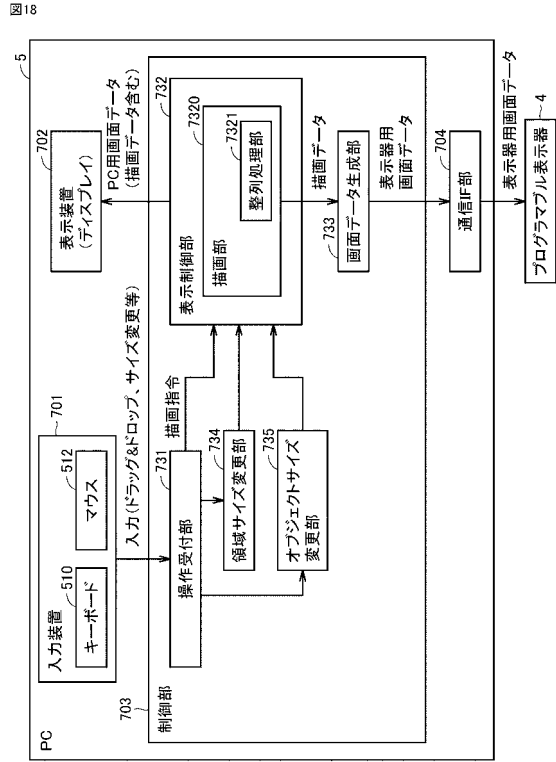 図18
PC
5
入力装置
701
キーボード
510
マウス
512
表示装置
(ディスプレイ)
702
入力(ドラッグ&ドロップ、サイズ変更等)
PC用画面データ
(描画データ含む)
制御部
703
操作受付部
731
描画指令
領域サイズ変更部
734
オブジェクトサイズ
変更部
735
表示制御部
732
描画部
7320
整列処理部
7321
描画データ
画面データ生成部
733
表示器用
画面データ
通信IF部
704
表示器用画面データ
プログラマブル表示器
4